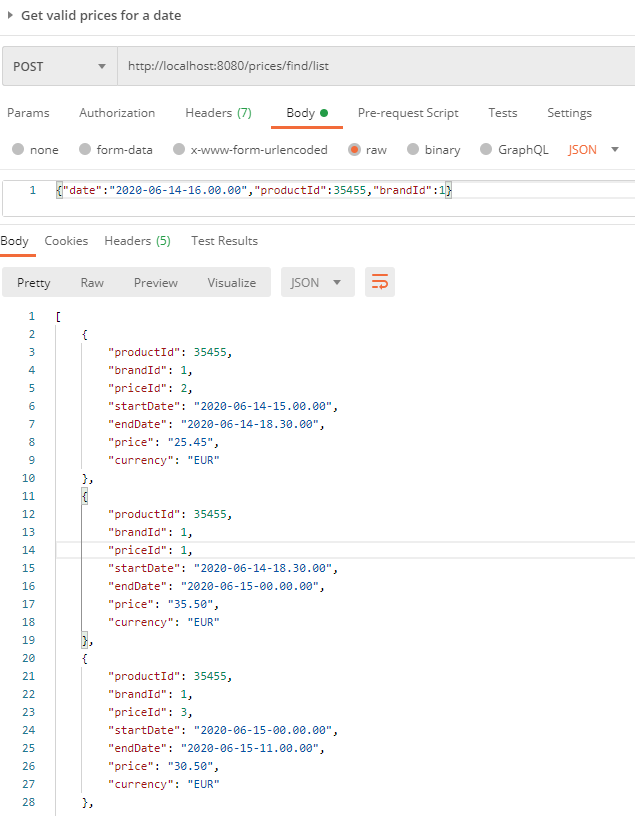 Get valid prices for a date
POST http://localhost:8080/prices/find/list
Params Authorization Headers (7) Body Pre-request Script Tests Settings
none form-data x-www-form-urlencoded raw binary GraphQL JSON
1 {"date":"2020-06-14-16.00.00","productId":35455,"brandId":1}
Body Cookies Headers (5) Test Results
Pretty Raw Preview Visualize JSON
1 [
2 {
3 "productId": 35455,
4 "brandId": 1,
5 "priceId": 2,
6 "startDate": "2020-06-14-15.00.00",
7 "endDate": "2020-06-14-18.30.00",
8 "price": "25.45",
9 "currency": "EUR"
10 },
11 {
12 "productId": 35455,
13 "brandId": 1,
14 "priceId": 1,
15 "startDate": "2020-06-14-18.30.00",
16 "endDate": "2020-06-15-00.00.00",
17 "price": "35.50",
18 "currency": "EUR"
19 },
20 {
21 "productId": 35455,
22 "brandId": 1,
23 "priceId": 3,
24 "startDate": "2020-06-15-00.00.00",
25 "endDate": "2020-06-15-11.00.00",
26 "price": "30.50",
27 "currency": "EUR"
28 },